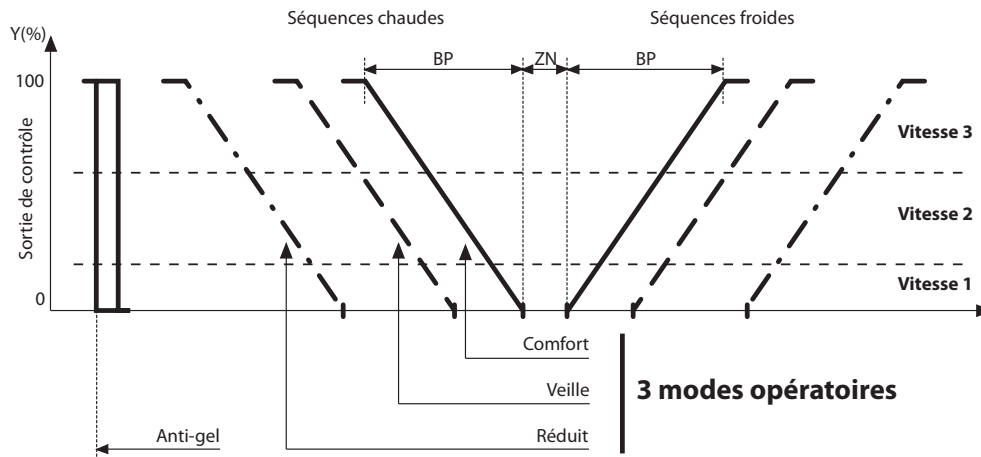 Séquences chaudes
Séquences froides
Y(%)
BP
ZN
BP
100
Sortie de contrôle
Vitesse 3
Vitesse 2
Vitesse 1
0
Comfort
Veille
3 modes opératoires
Anti-gel
Réduit